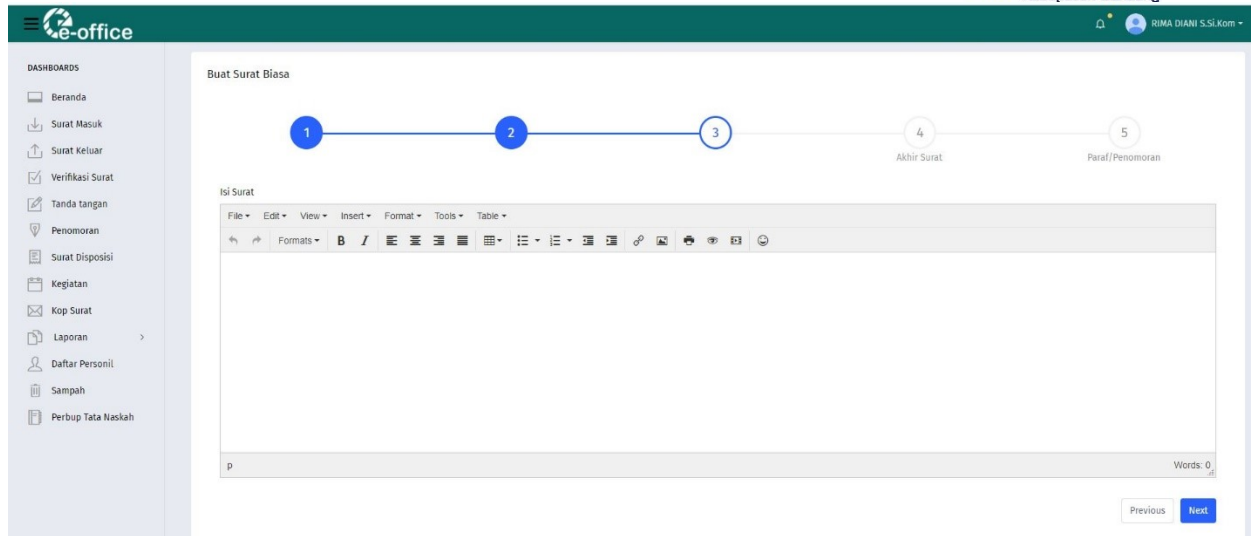 e-office
RIMA DIANI S.Si.Kom
DASHBOARDS
Beranda
Surat Masuk
Surat Keluar
Verifikasi Surat
Tanda tangan
Penomoran
Surat Disposisi
Kegiatan
Kop Surat
Laporan >
Daftar Personil
Sampah
Perbup Tata Naskah
Buat Surat Biasa
1 2 3 4 5
Akhir Surat Paraf/Penomoran
Isi Surat
File Edit View Insert Format Tools Table
Formats B I
p Words: 0
Previous Next